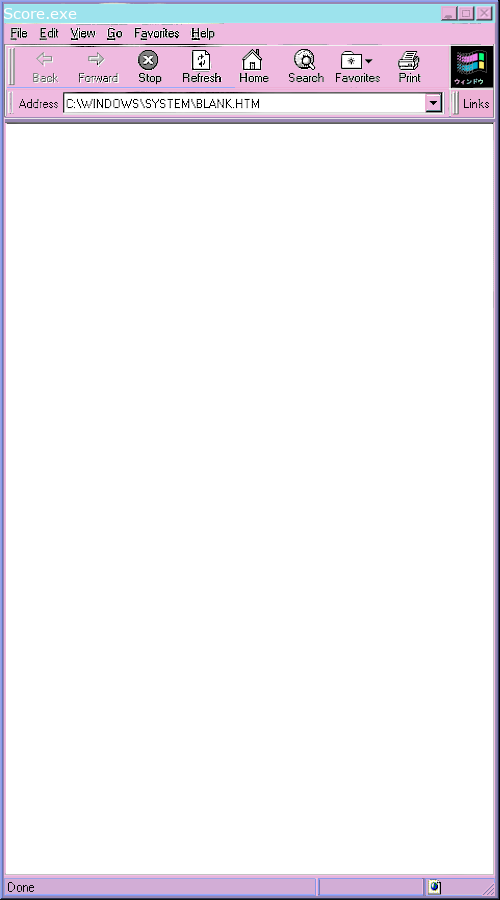 Score.exe
File Edit View Go Favorites Help
Back Forward Stop Refresh Home Search Favorites Print
ウィンドウ
Address C:\WINDOWS\SYSTEM\BLANK.HTM Links
Done